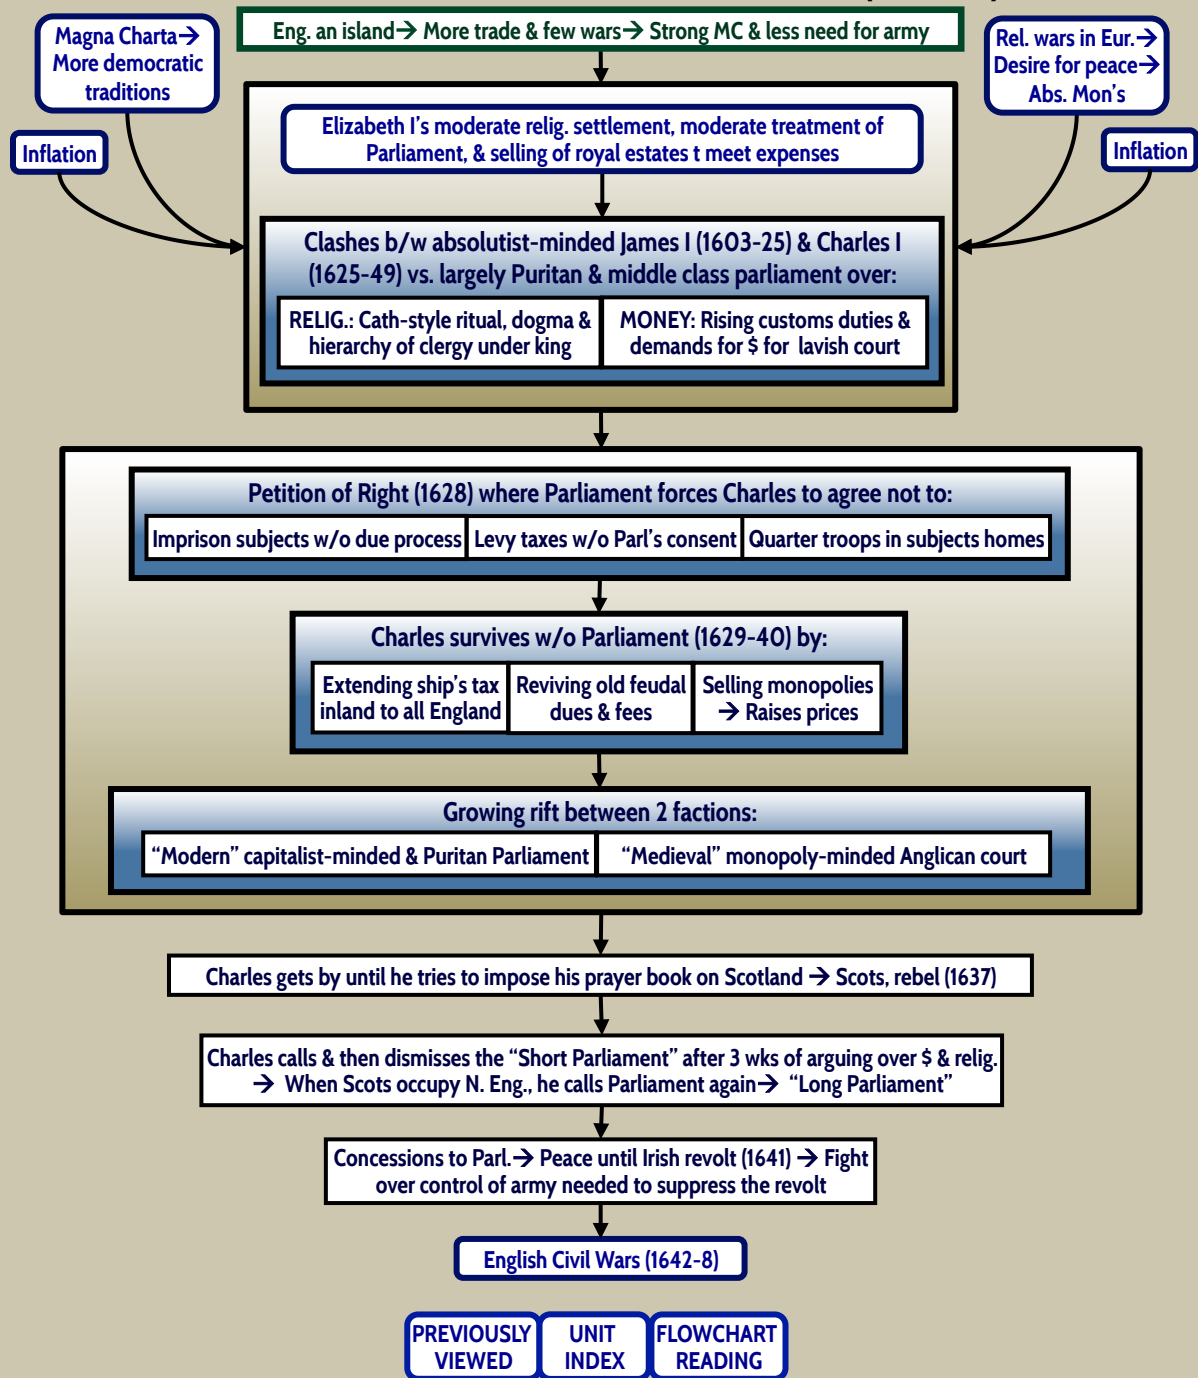 Eng. an island→ More trade & few wars→ Strong MC & less need for army
Magna Charta→
More democratic
traditions
Rel. wars in Eur.→
Desire for peace→
Abs. Mon's
Inflation
Inflation
Elizabeth I's moderate relig. settlement, moderate treatment of
Parliament, & selling of royal estates t meet expenses
Clashes b/w absolutist-minded James I (1603-25) & Charles I
(1625-49) vs. largely Puritan & middle class parliament over:
RELIG.: Cath-style ritual, dogma &
hierarchy of clergy under king
MONEY: Rising customs duties &
demands for $ for lavish court
Petition of Right (1628) where Parliament forces Charles to agree not to:
Imprison subjects w/o due process
Levy taxes w/o Parl's consent
Quarter troops in subjects homes
Charles survives w/o Parliament (1629-40) by:
Extending ship's tax
inland to all England
Reviving old feudal
dues & fees
Selling monopolies
→ Raises prices
Growing rift between 2 factions:
“Modern” capitalist-minded & Puritan Parliament
“Medieval” monopoly-minded Anglican court
Charles gets by until he tries to impose his prayer book on Scotland → Scots, rebel (1637)
Charles calls & then dismisses the “Short Parliament” after 3 wks of arguing over $ & relig.
→ When Scots occupy N. Eng., he calls Parliament again→ “Long Parliament”
Concessions to Parl.→ Peace until Irish revolt (1641) → Fight
over control of army needed to suppress the revolt
English Civil Wars (1642-8)
PREVIOUSLY
VIEWED
UNIT
INDEX
FLOWCHART
READING